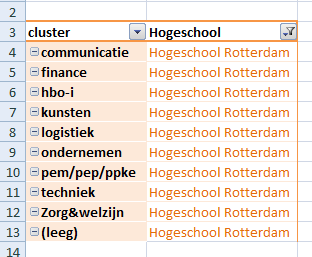 2
3 cluster Hogeschool
4 communicatie Hogeschool Rotterdam
5 finance Hogeschool Rotterdam
6 hbo-i Hogeschool Rotterdam
7 kunsten Hogeschool Rotterdam
8 logistiek Hogeschool Rotterdam
9 ondernemen Hogeschool Rotterdam
10 pem/pep/ppke Hogeschool Rotterdam
11 techniek Hogeschool Rotterdam
12 Zorg&welzijn Hogeschool Rotterdam
13 (leeg) Hogeschool Rotterdam